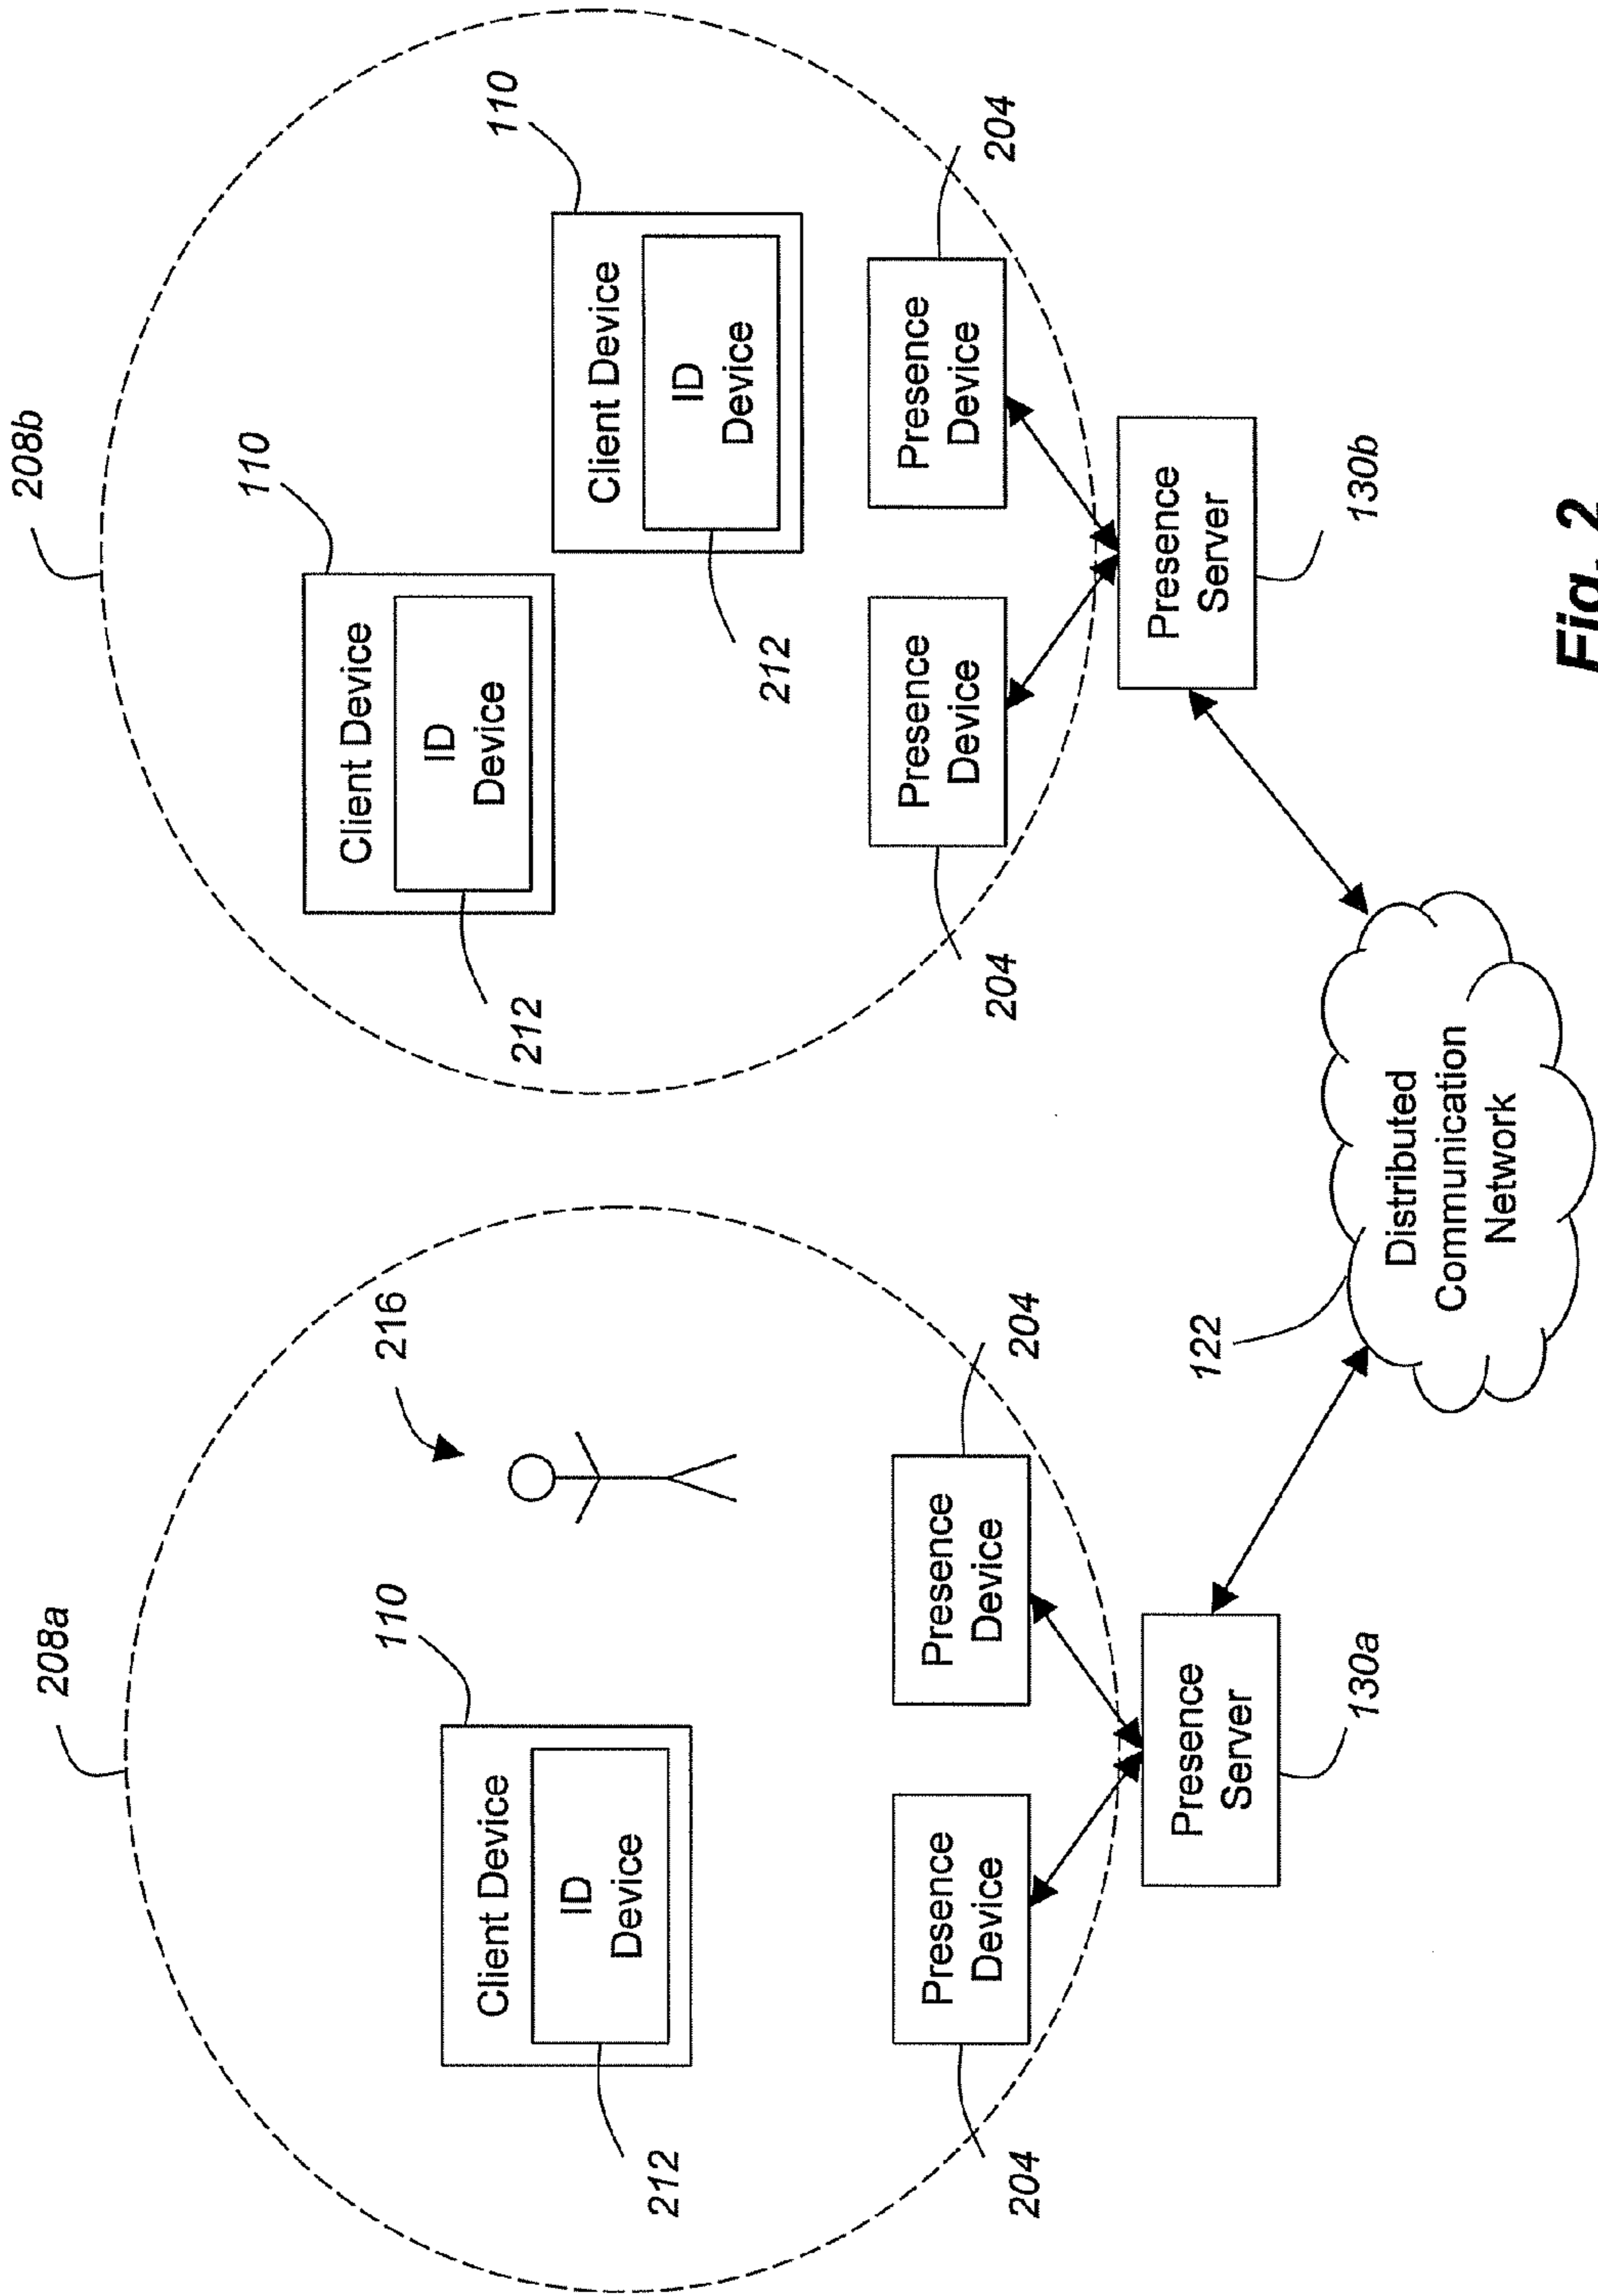 208a
110
216
Client Device
ID
Device
212
Presence
Device
Presence
Device
204
204
Presence
Server
130a
208b
110
110
Client Device
ID
Device
212
Client Device
ID
Device
212
Presence
Device
Presence
Device
204
204
Presence
Server
130b
122
Distributed
Communication
Network
Fig. 2